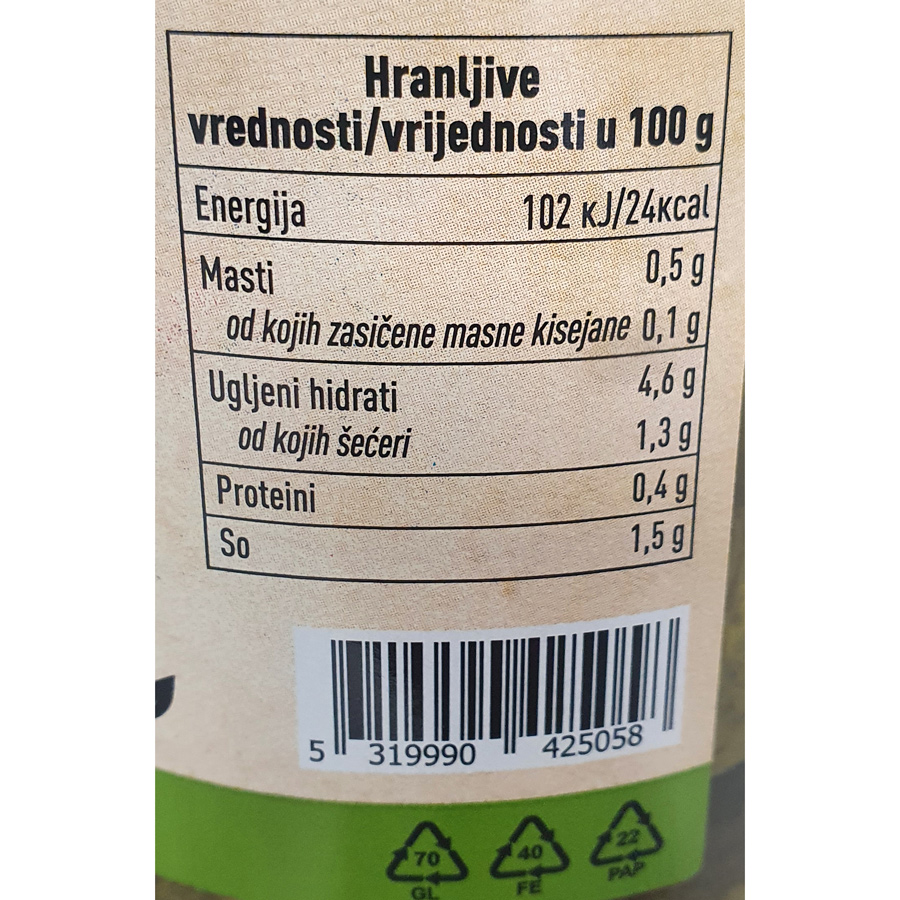 Hranljive
vrednosti/vrijednosti u 100 g
Energija 102 кJ/24кcal
Masti 0,5 g
od kojih zasičene masne kisejane 0,1 g
Ugljeni hidrati 4,6 g
od kojih šećeri 1,3 g
Proteini 0,4 g
So 1,5 g
5 319990 425058
70 40 22
GL FE PAP